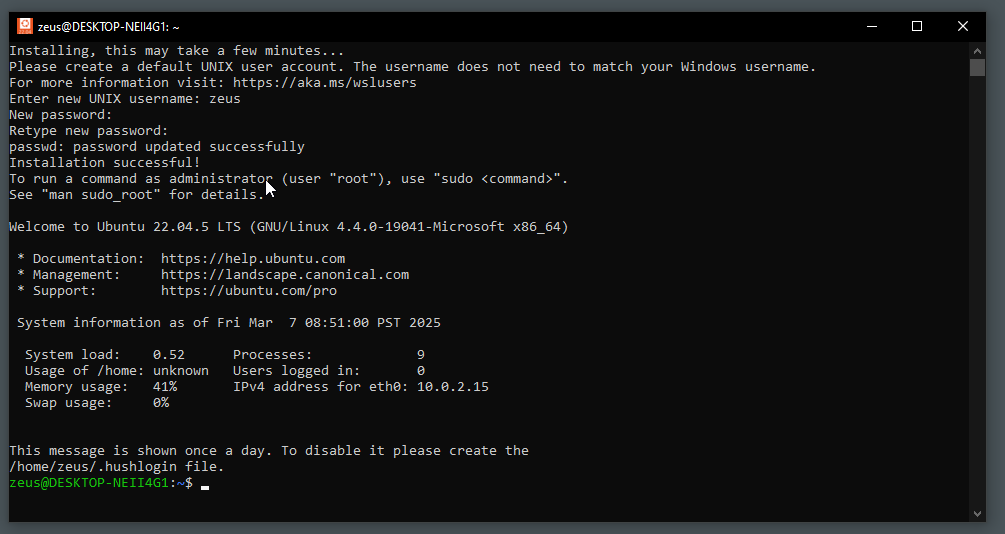 zeus@DESKTOP-NEII4G1: ~
Installing, this may take a few minutes...
Please create a default UNIX user account. The username does not need to match your Windows username.
For more information visit: https://aka.ms/wslusers
Enter new UNIX username: zeus
New password:
Retype new password:
passwd: password updated successfully
Installation successful!
To run a command as administrator (user "root"), use "sudo <command>".
See "man sudo_root" for details.

Welcome to Ubuntu 22.04.5 LTS (GNU/Linux 4.4.0-19041-Microsoft x86_64)

 * Documentation:  https://help.ubuntu.com
 * Management:     https://landscape.canonical.com
 * Support:        https://ubuntu.com/pro

 System information as of Fri Mar  7 08:51:00 PST 2025

  System load:    0.52      Processes:             9
  Usage of /home: unknown   Users logged in:       0
  Memory usage:   41%       IPv4 address for eth0: 10.0.2.15
  Swap usage:     0%


This message is shown once a day. To disable it please create the
/home/zeus/.hushlogin file.
zeus@DESKTOP-NEII4G1:~$